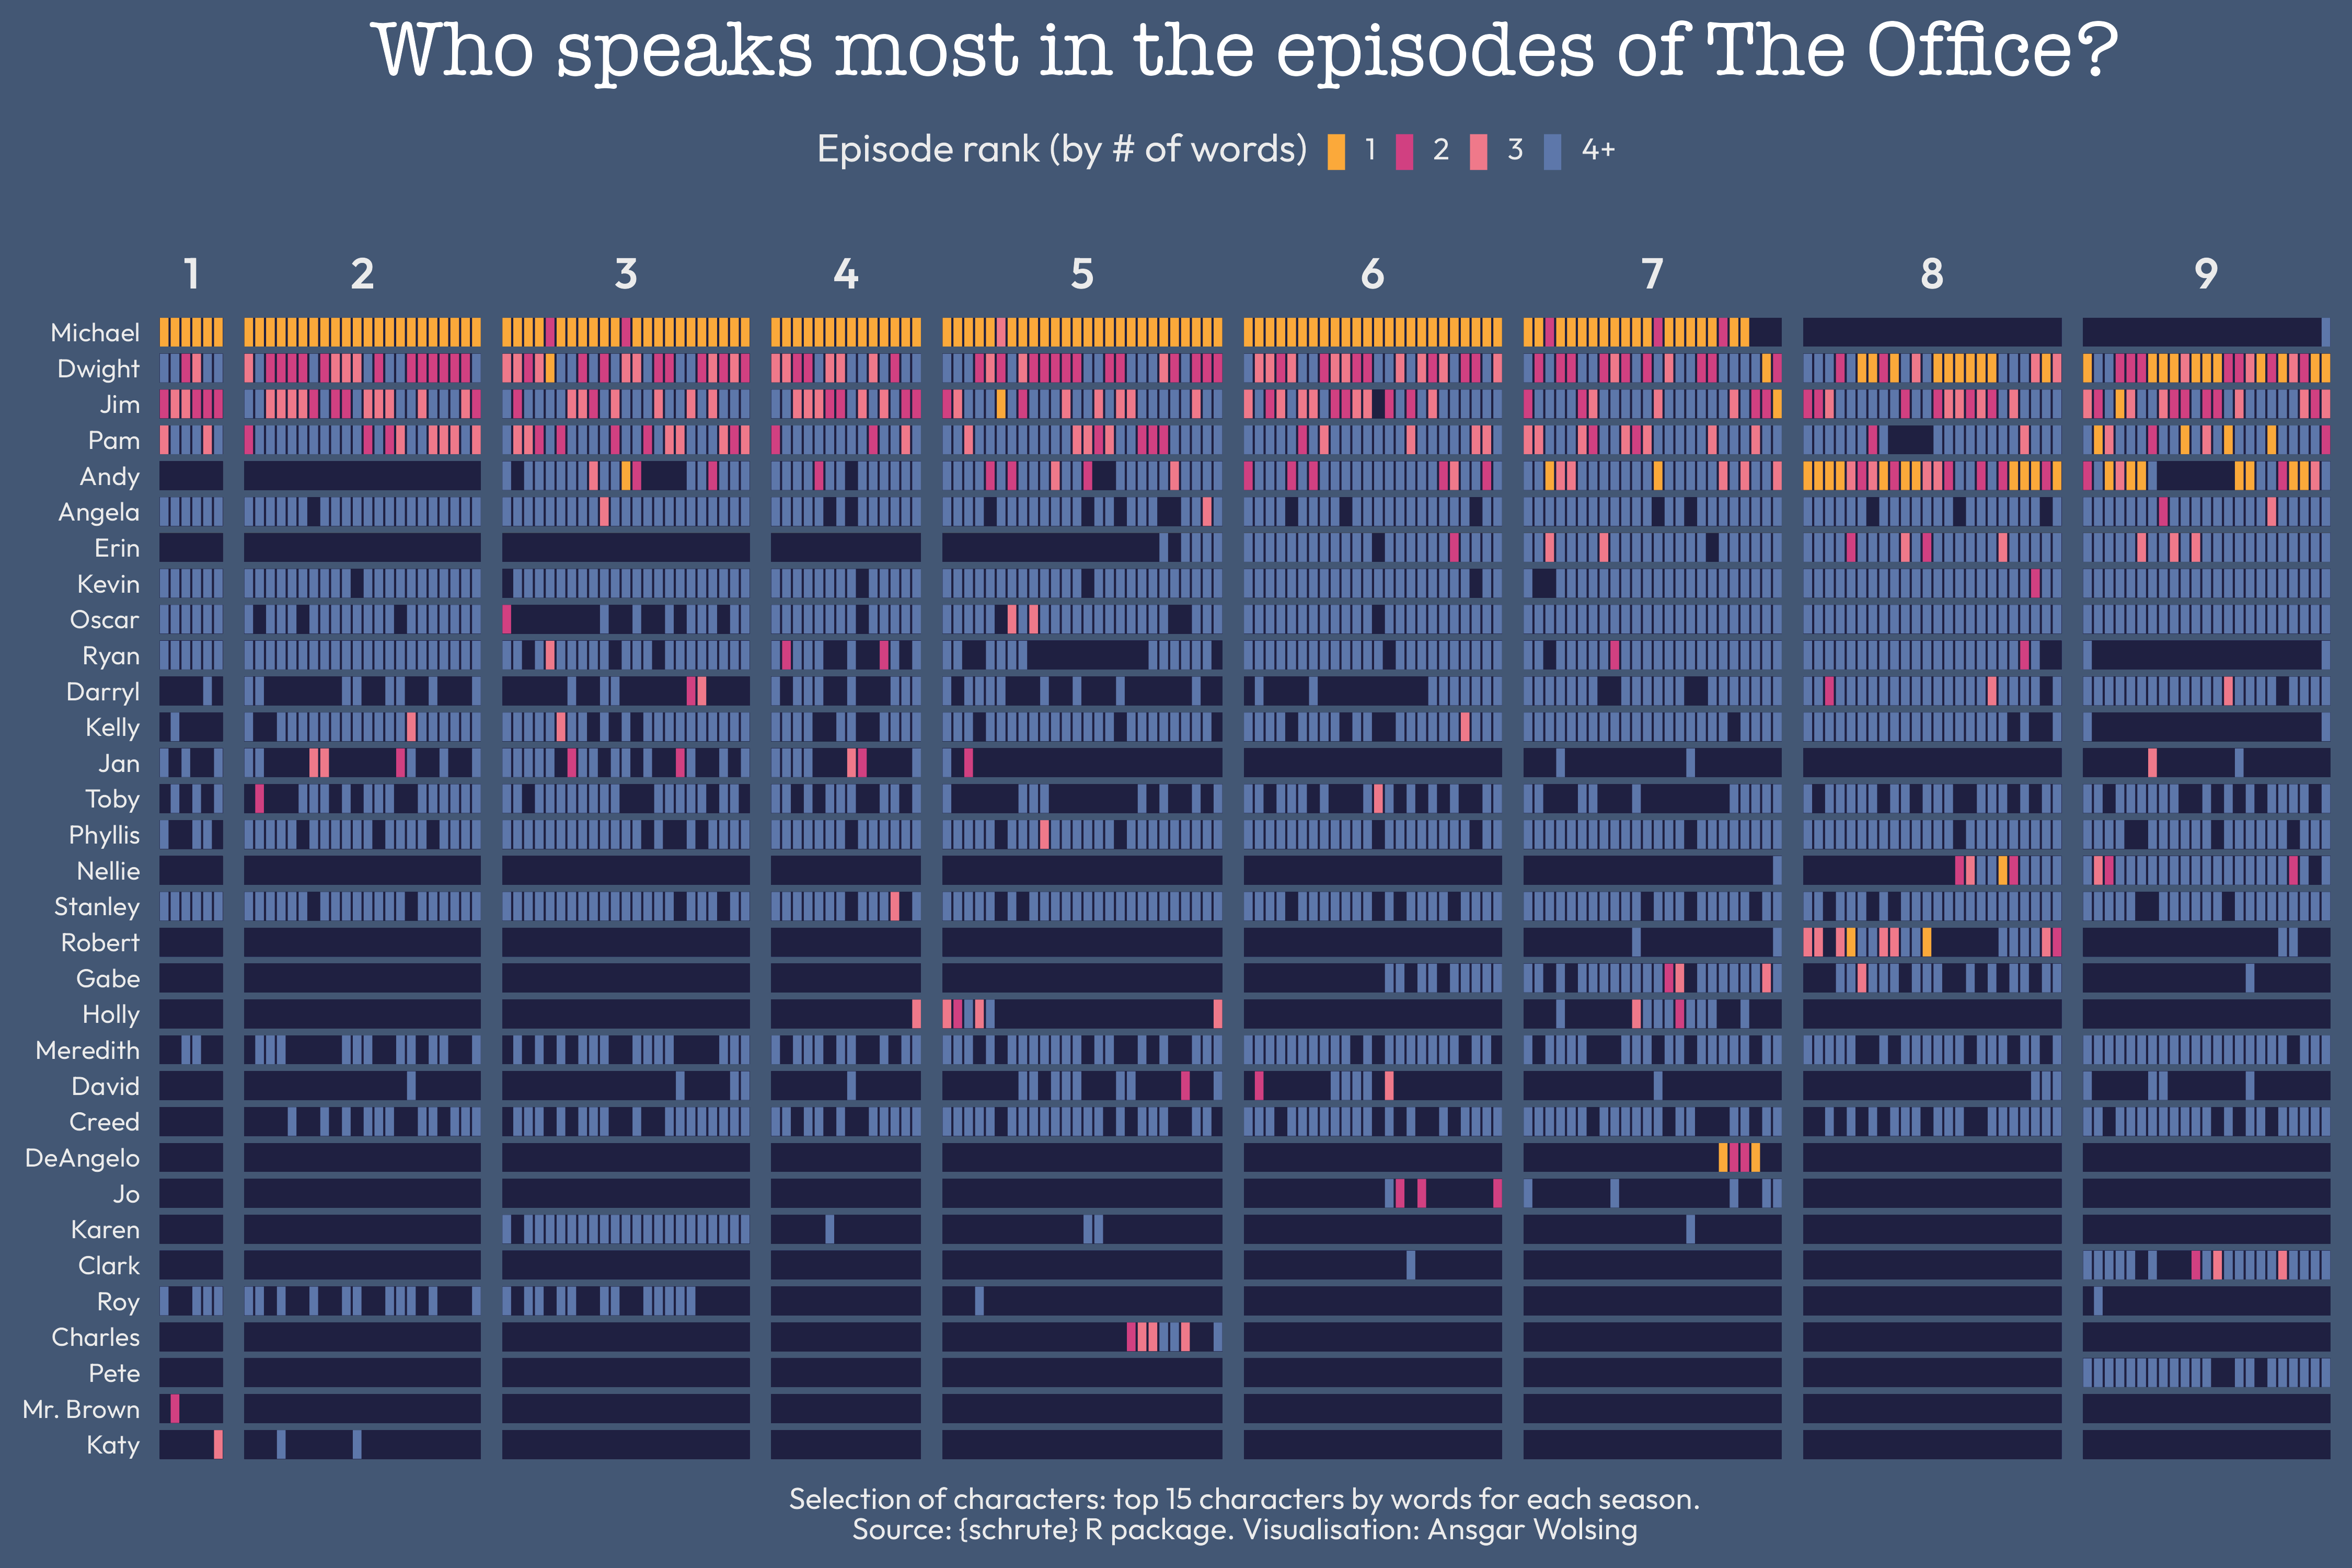 Who speaks most in the episodes of The Office?
Episode rank (by # of words) 1 2 3 4+
1 2 3 4 5 6 7 8 9
Michael
Dwight
Jim
Pam
Andy
Angela
Erin
Kevin
Oscar
Ryan
Darryl
Kelly
Jan
Toby
Phyllis
Nellie
Stanley
Robert
Gabe
Holly
Meredith
David
Creed
DeAngelo
Jo
Karen
Clark
Roy
Charles
Pete
Mr. Brown
Katy
Selection of characters: top 15 characters by words for each season.
Source: {schrute} R package. Visualisation: Ansgar Wolsing